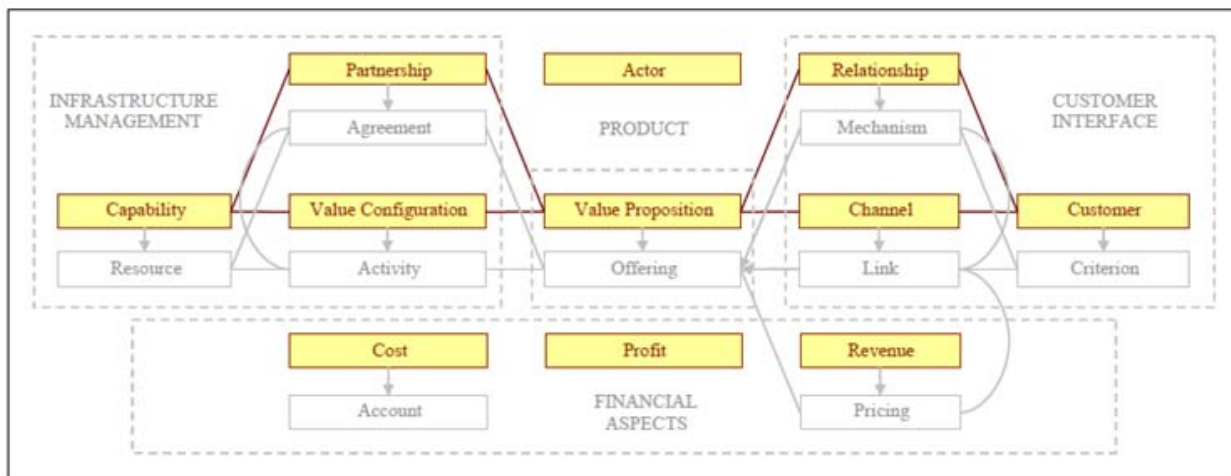 Partnership
Actor
Relationship
INFRASTRUCTURE
MANAGEMENT
CUSTOMER
INTERFACE
Agreement
PRODUCT
Mechanism
Capability
Value Configuration
Value Proposition
Channel
Customer
Resource
Activity
Offering
Link
Criterion
Cost
Profit
Revenue
Account
FINANCIAL
ASPECTS
Pricing